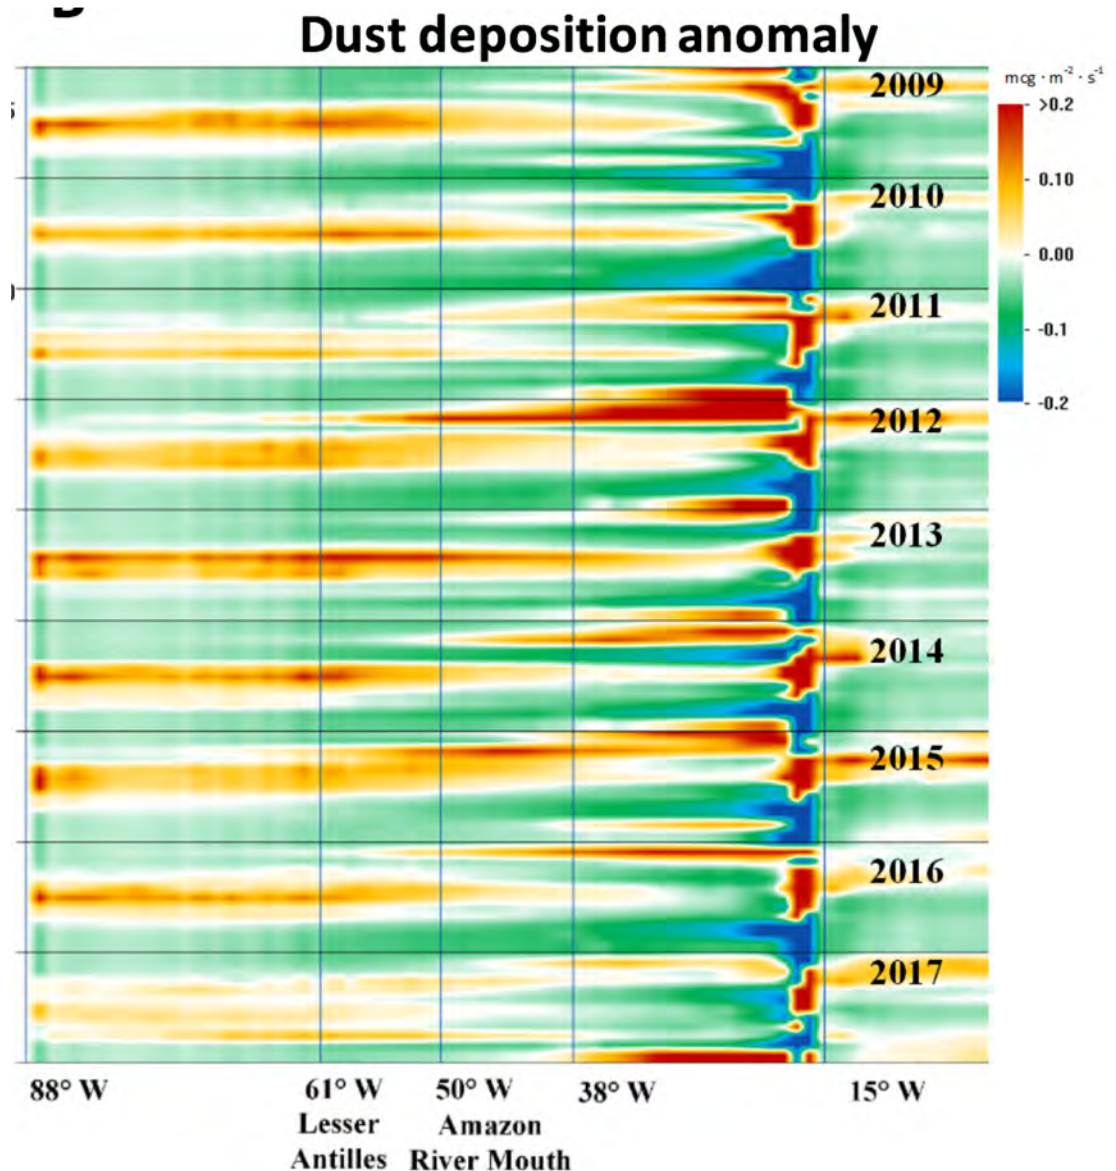 Dust deposition anomaly
mcg · m⁻² · s⁻¹
>0.2
0.10
0.00
-0.1
-0.2
2009
2010
2011
2012
2013
2014
2015
2016
2017
88° W 61° W 50° W 38° W 15° W
Lesser Amazon
Antilles River Mouth